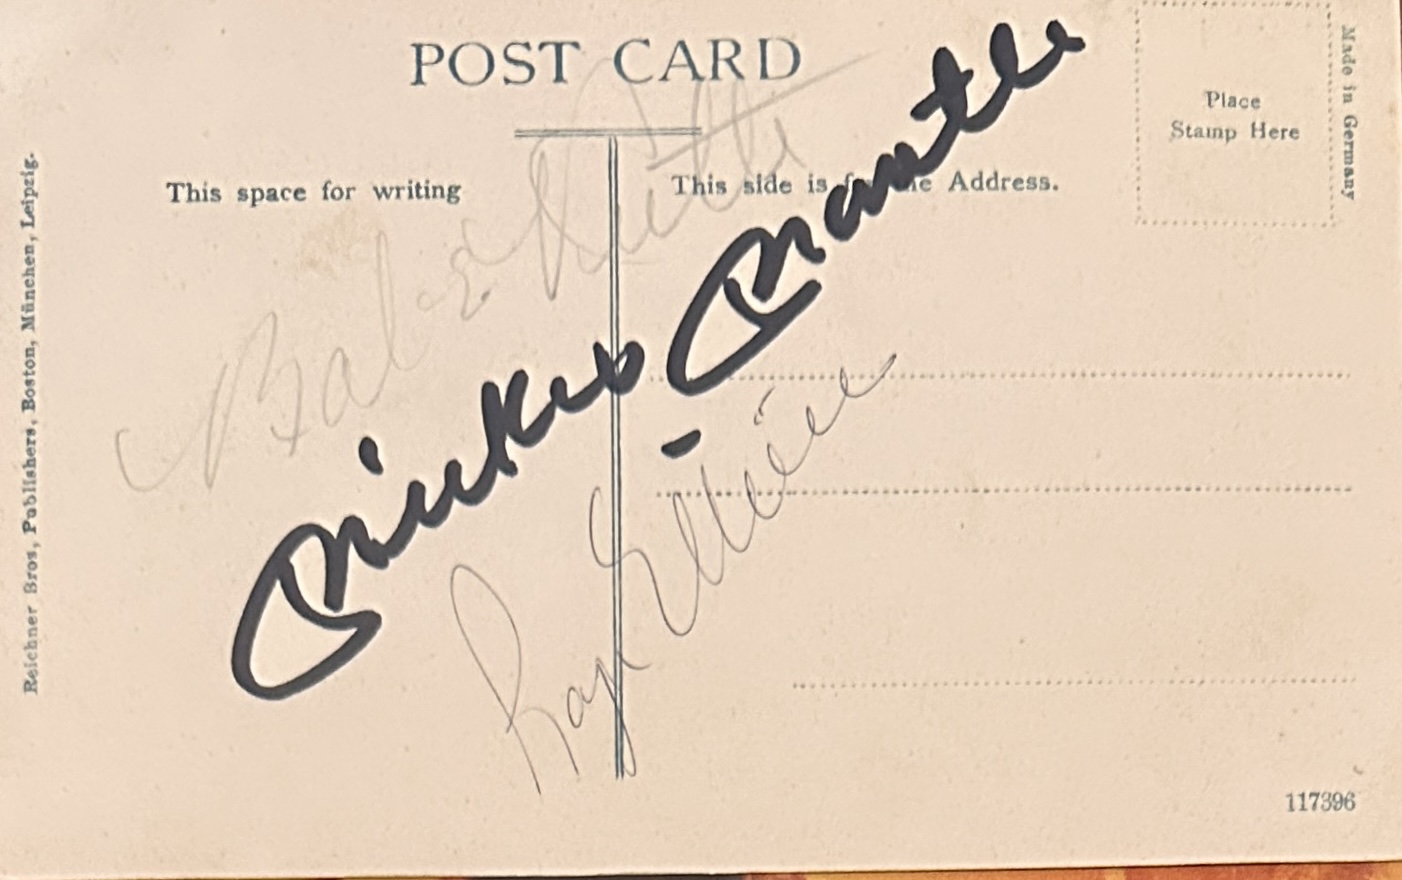 POST CARD
Place
Stamp Here
Made in Germany
This space for writing
This side is for the Address.
Babe Ruth
Mickey Mantle
Ray
Reichner Bros, Publishers, Boston, München, Leipzig.
117396